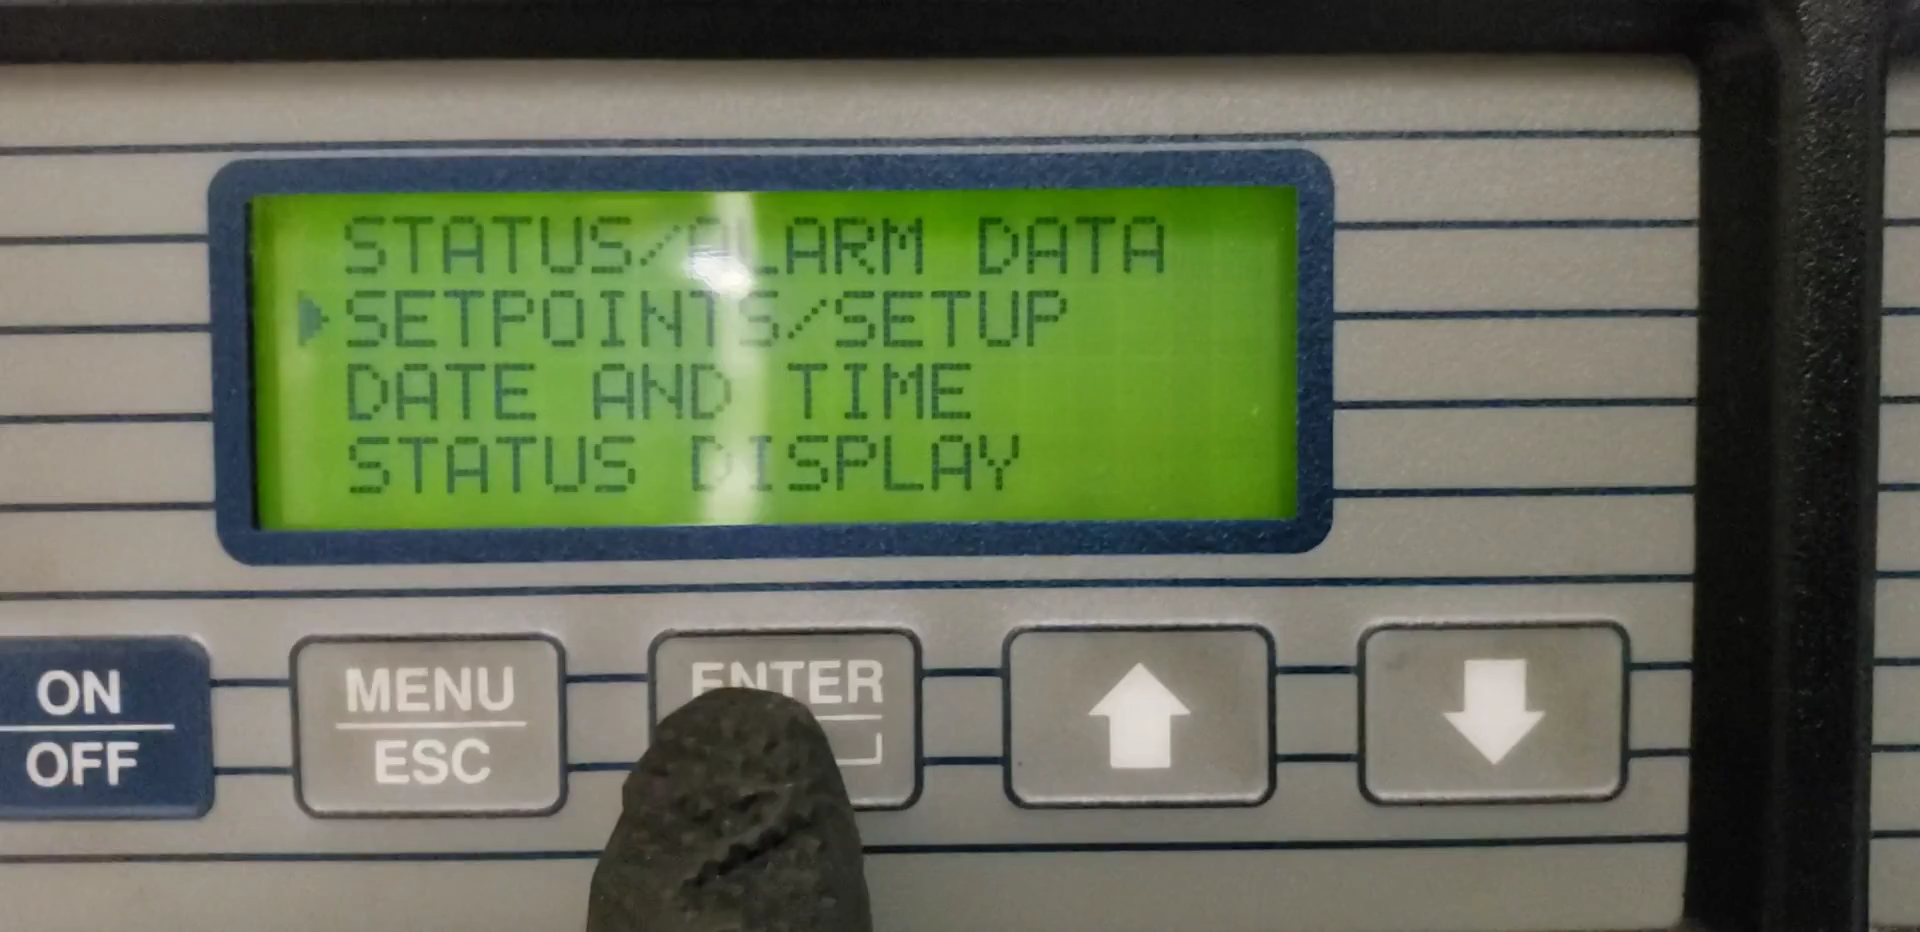 STATUS/ALARM DATA
SETPOINTS/SETUP
DATE AND TIME
STATUS DISPLAY
ON
OFF
MENU
ESC
ENTER